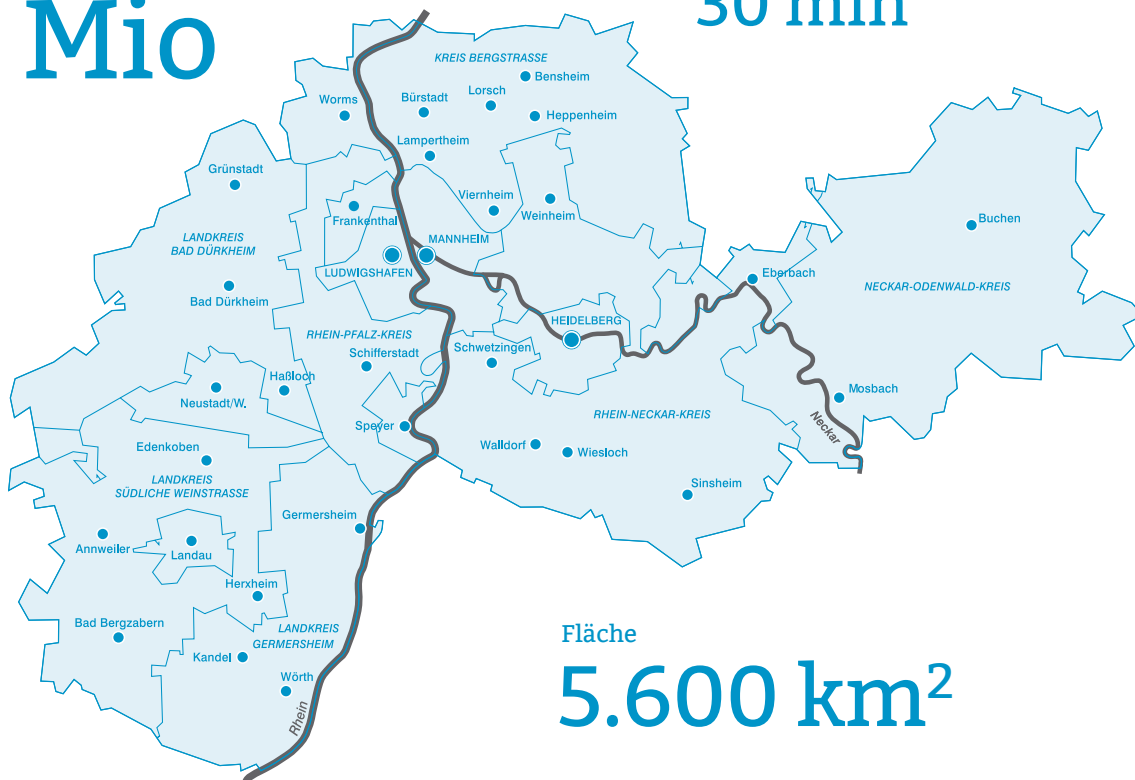 Mio
30 min
KREIS BERGSTRASSE
Bensheim
Lorsch
Worms
Bürstadt
Heppenheim
Lampertheim
Grünstadt
Viernheim
Weinheim
Frankenthal
Buchen
LANDKREIS
BAD DÜRKHEIM
MANNHEIM
LUDWIGSHAFEN
Eberbach
NECKAR-ODENWALD-KREIS
Bad Dürkheim
HEIDELBERG
RHEIN-PFALZ-KREIS
Schifferstadt
Schwetzingen
Haßloch
Neustadt/W.
Mosbach
RHEIN-NECKAR-KREIS
Speyer
Neckar
Edenkoben
Walldorf
Wiesloch
LANDKREIS
SÜDLICHE WEINSTRASSE
Sinsheim
Germersheim
Annweiler
Landau
Herxheim
Bad Bergzabern
LANDKREIS
GERMERSHEIM
Kandel
Wörth
Rhein
Fläche
5.600 km²